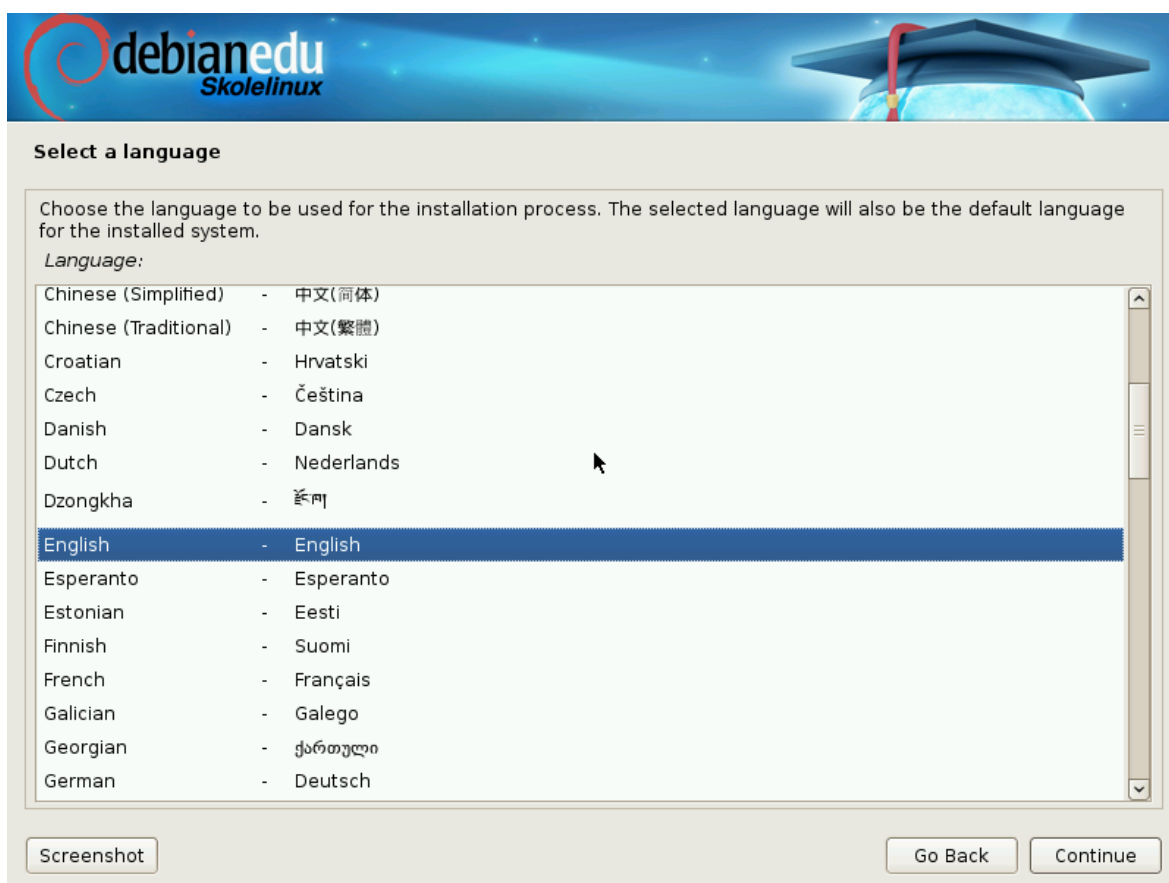 debianedu
Skolelinux
Select a language
Choose the language to be used for the installation process. The selected language will also be the default language
for the installed system.
Language:
Chinese (Simplified) - 中文(简体)
Chinese (Traditional) - 中文(繁體)
Croatian - Hrvatski
Czech - Čeština
Danish - Dansk
Dutch - Nederlands
Dzongkha - རྫོང་ཁ།
English - English
Esperanto - Esperanto
Estonian - Eesti
Finnish - Suomi
French - Français
Galician - Galego
Georgian - ქართული
German - Deutsch
Screenshot Go Back Continue